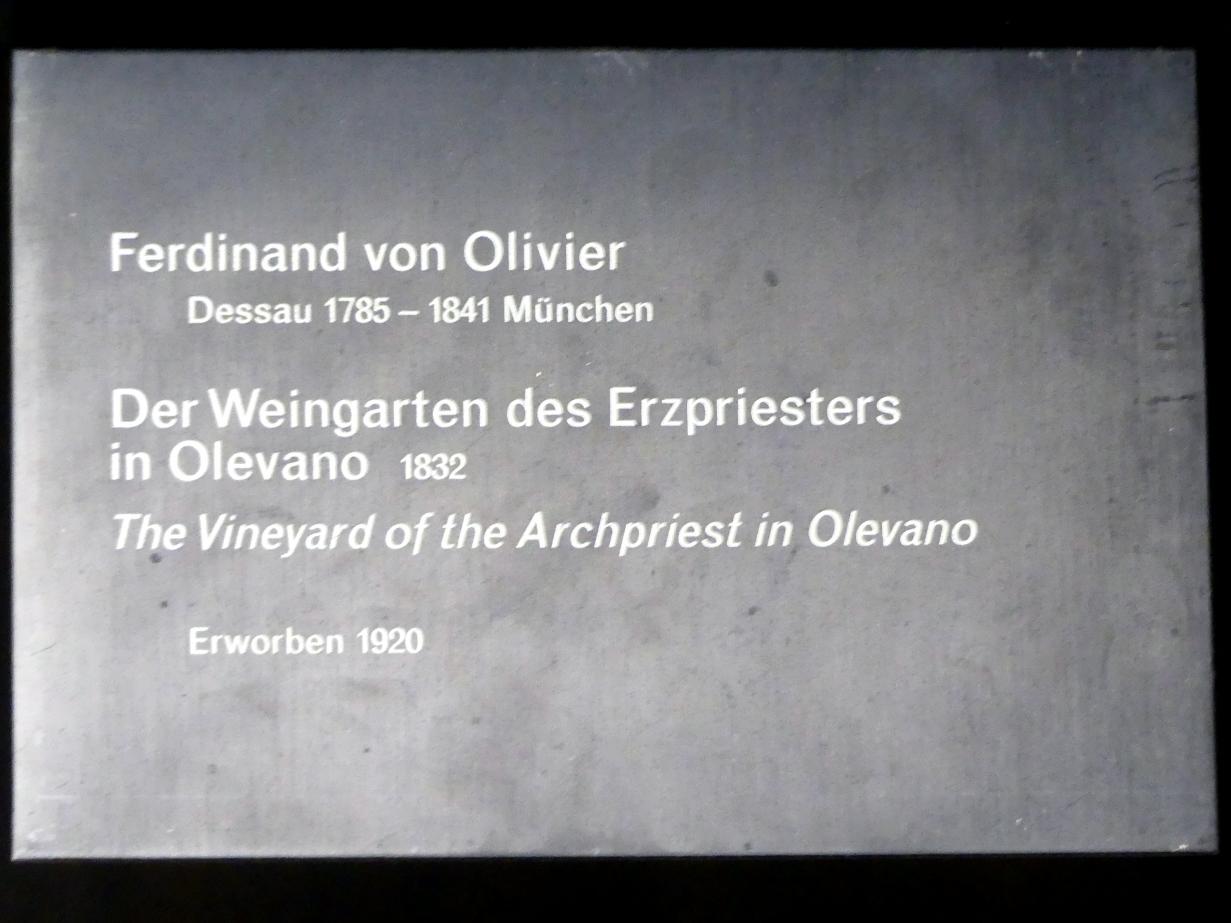 Ferdinand von Olivier
Dessau 1785 – 1841 München
Der Weingarten des Erzpriesters
in Olevano 1832
The Vineyard of the Archpriest in Olevano
Erworben 1920